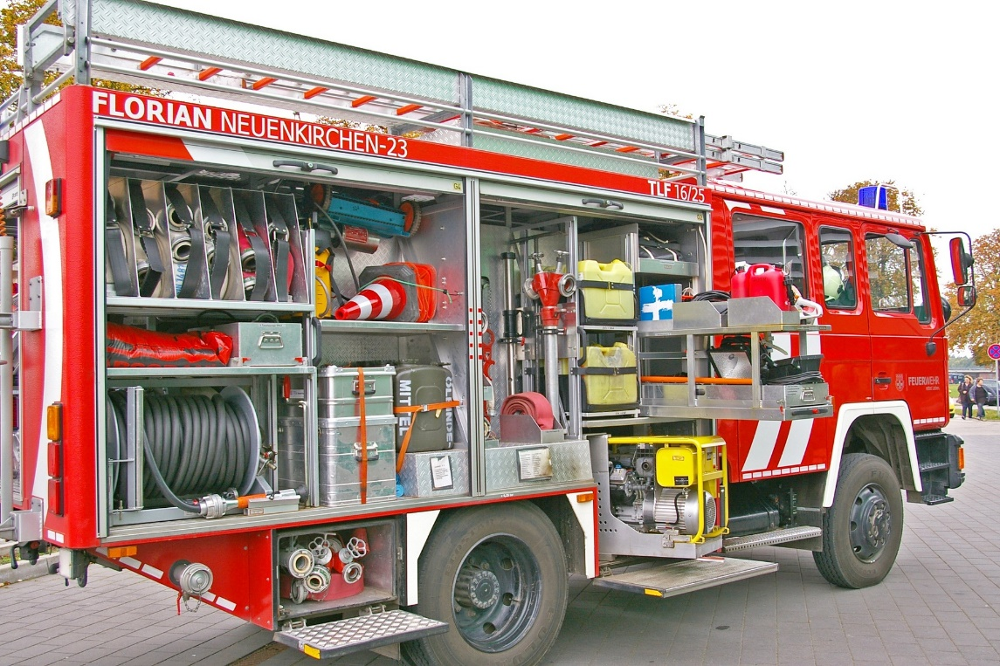 FLORIAN NEUENKIRCHEN-23
TLF 16/25
G4
FEUERWEHR
MITTEL